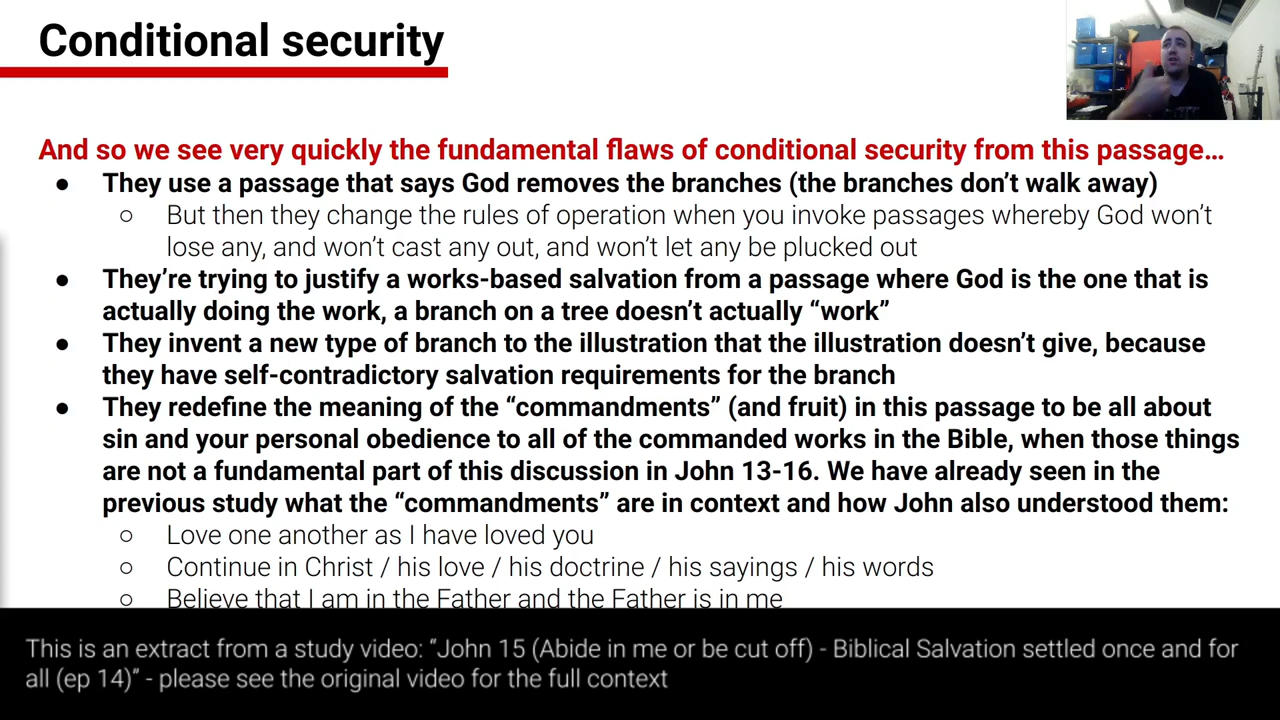 Conditional security
And so we see very quickly the fundamental flaws of conditional security from this passage…
● They use a passage that says God removes the branches (the branches don’t walk away)
○ But then they change the rules of operation when you invoke passages whereby God won’t
lose any, and won’t cast any out, and won’t let any be plucked out
● They’re trying to justify a works-based salvation from a passage where God is the one that is
actually doing the work, a branch on a tree doesn’t actually “work”
● They invent a new type of branch to the illustration that the illustration doesn’t give, because
they have self-contradictory salvation requirements for the branch
● They redefine the meaning of the “commandments” (and fruit) in this passage to be all about
sin and your personal obedience to all of the commanded works in the Bible, when those things
are not a fundamental part of this discussion in John 13-16. We have already seen in the
previous study what the “commandments” are in context and how John also understood them:
○ Love one another as I have loved you
○ Continue in Christ / his love / his doctrine / his sayings / his words
○ Believe that I am in the Father and the Father is in me
This is an extract from a study video: “John 15 (Abide in me or be cut off) - Biblical Salvation settled once and for
all (ep 14)” - please see the original video for the full context